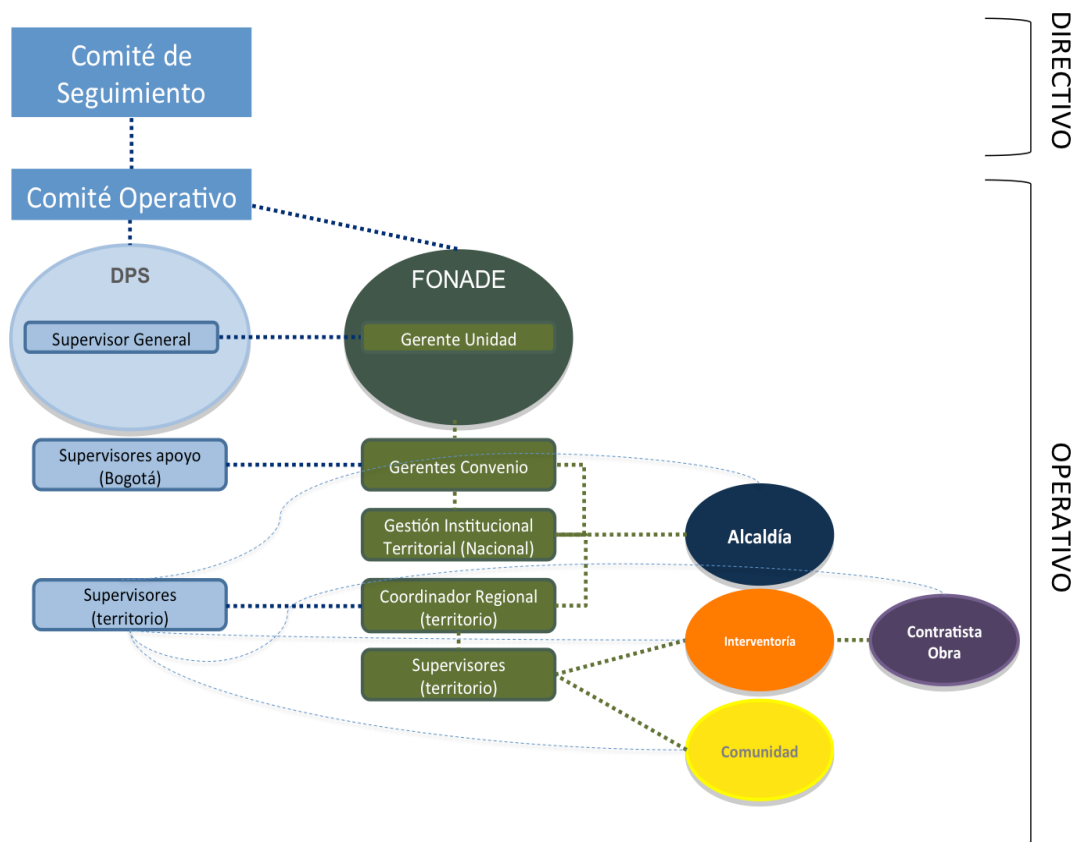 Comité de
Seguimiento
DIRECTIVO
Comité Operativo
DPS
FONADE
Supervisor General
Gerente Unidad
Supervisores apoyo
(Bogotá)
Gerentes Convenio
OPERATIVO
Gestión Institucional
Territorial (Nacional)
Alcaldía
Supervisores
(territorio)
Coordinador Regional
(territorio)
Interventoría
Contratista
Obra
Supervisores
(territorio)
Comunidad